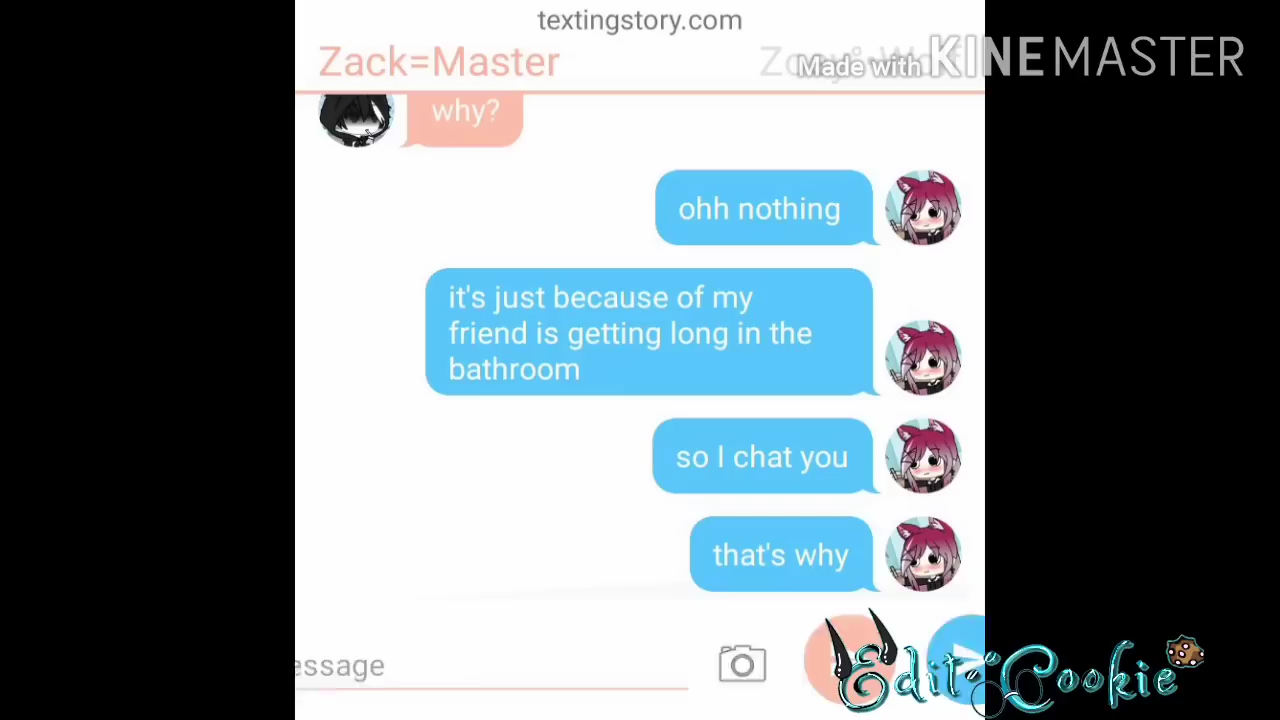 textingstory.com
Zack=Master
Made with KINEMASTER
why?
ohh nothing
it's just because of my
friend is getting long in the
bathroom
so I chat you
that's why
essage
Edit Cookie